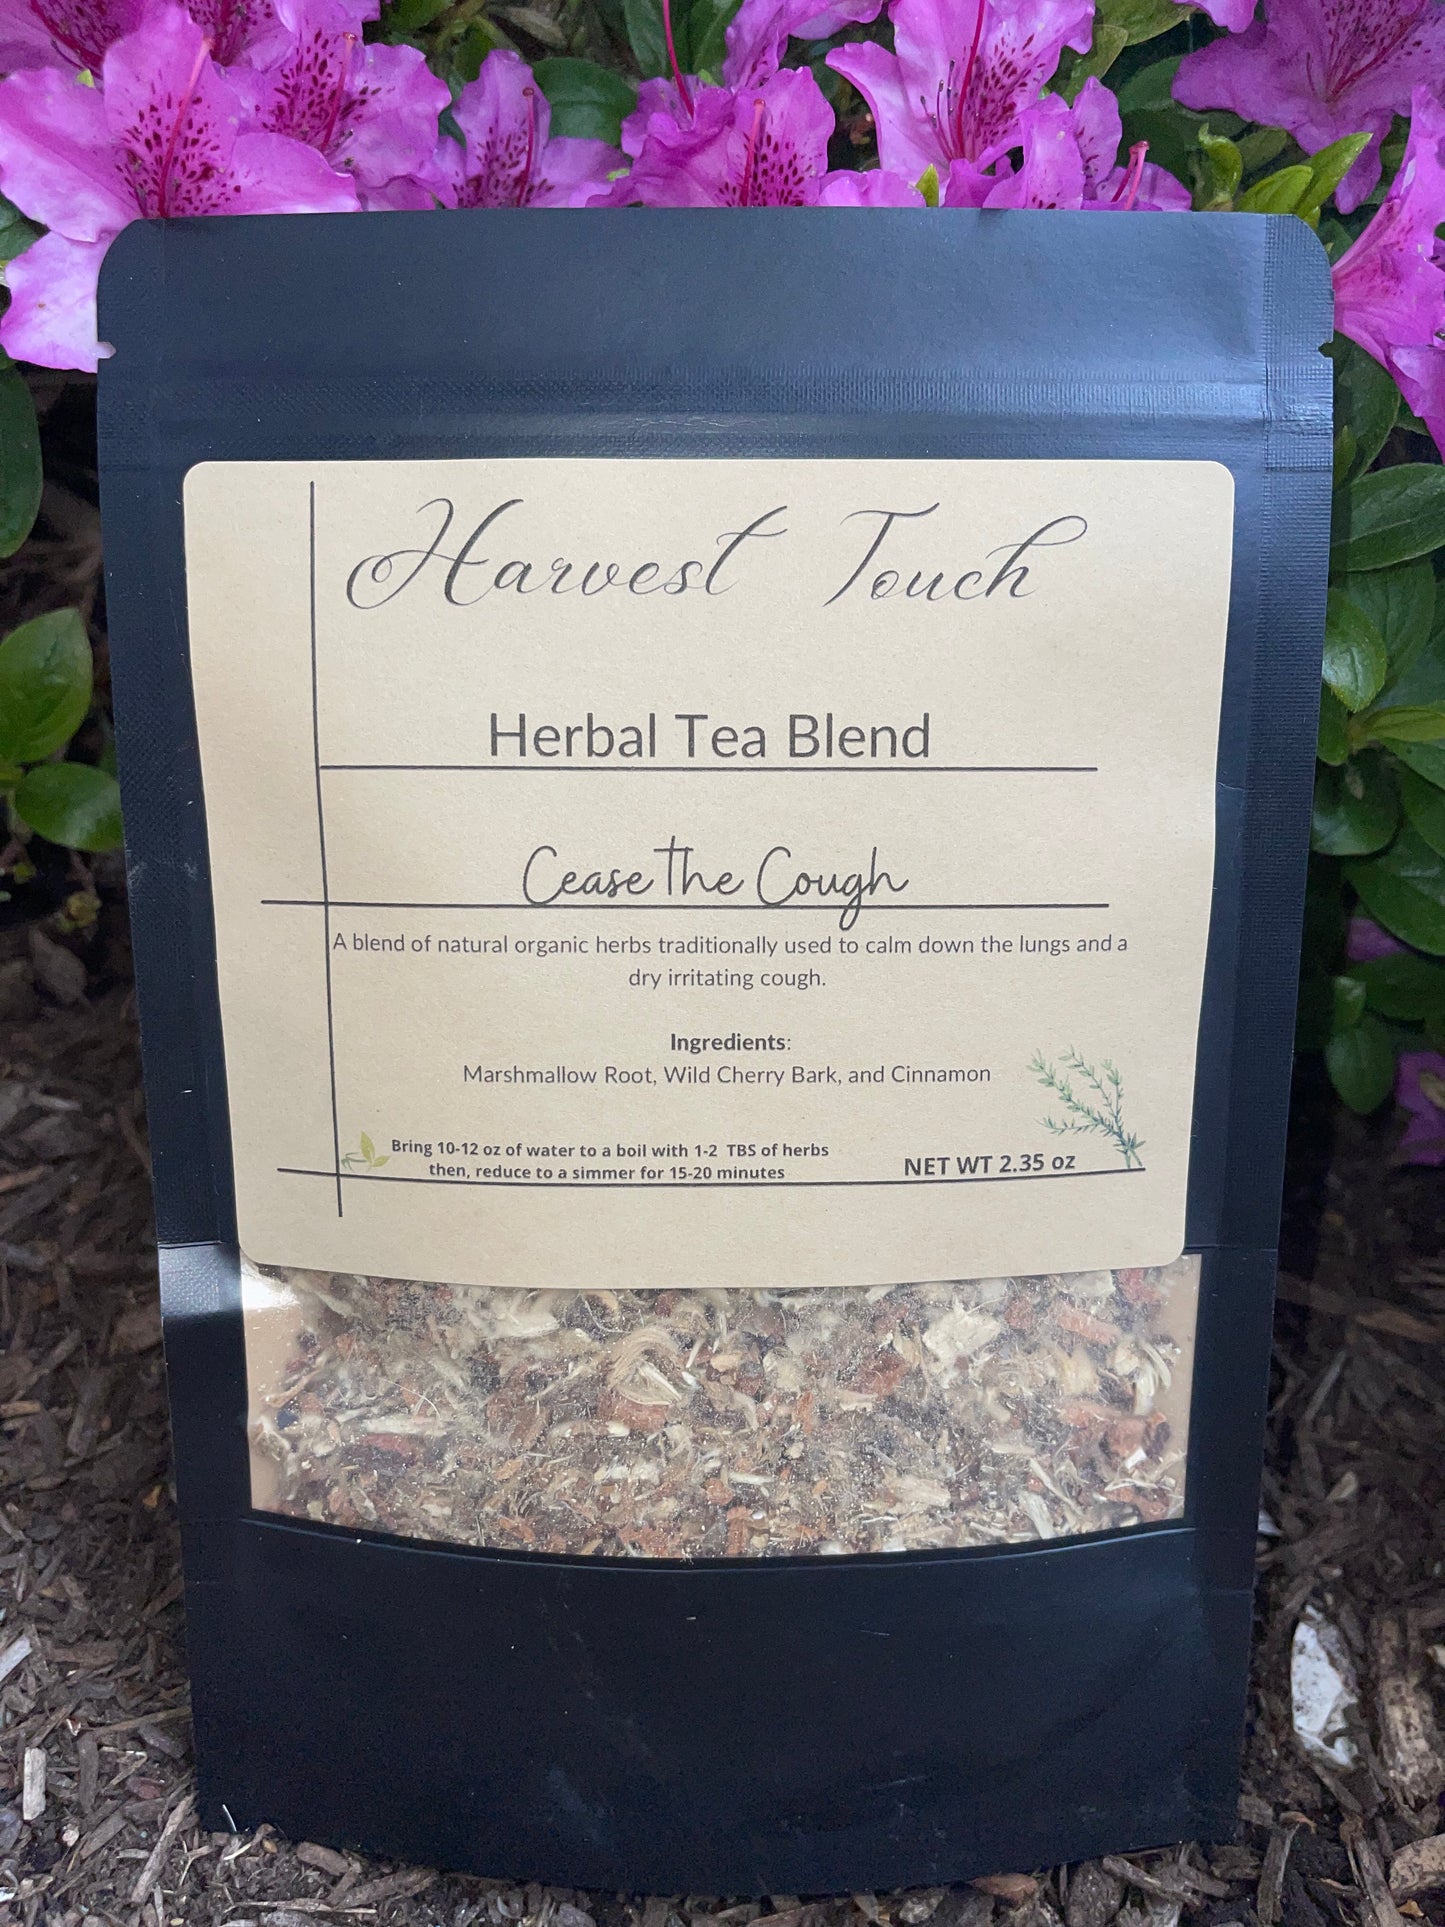 Harvest Touch
Herbal Tea Blend
Cease the Cough
A blend of natural organic herbs traditionally used to calm down the lungs and a
dry irritating cough.
Ingredients:
Marshmallow Root, Wild Cherry Bark, and Cinnamon
Bring 10-12 oz of water to a boil with 1-2 TBS of herbs
then, reduce to a simmer for 15-20 minutes
NET WT 2.35 oz